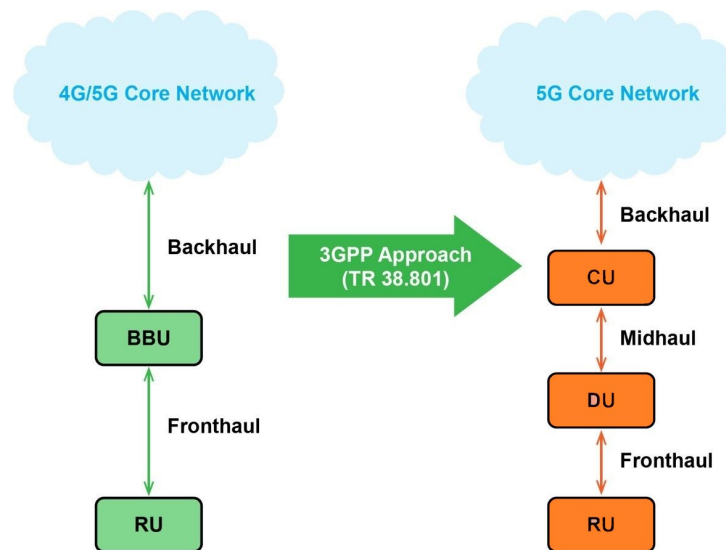 4G/5G Core Network
5G Core Network
Backhaul
Backhaul
3GPP Approach
(TR 38.801)
CU
BBU
Midhaul
DU
Fronthaul
Fronthaul
RU
RU